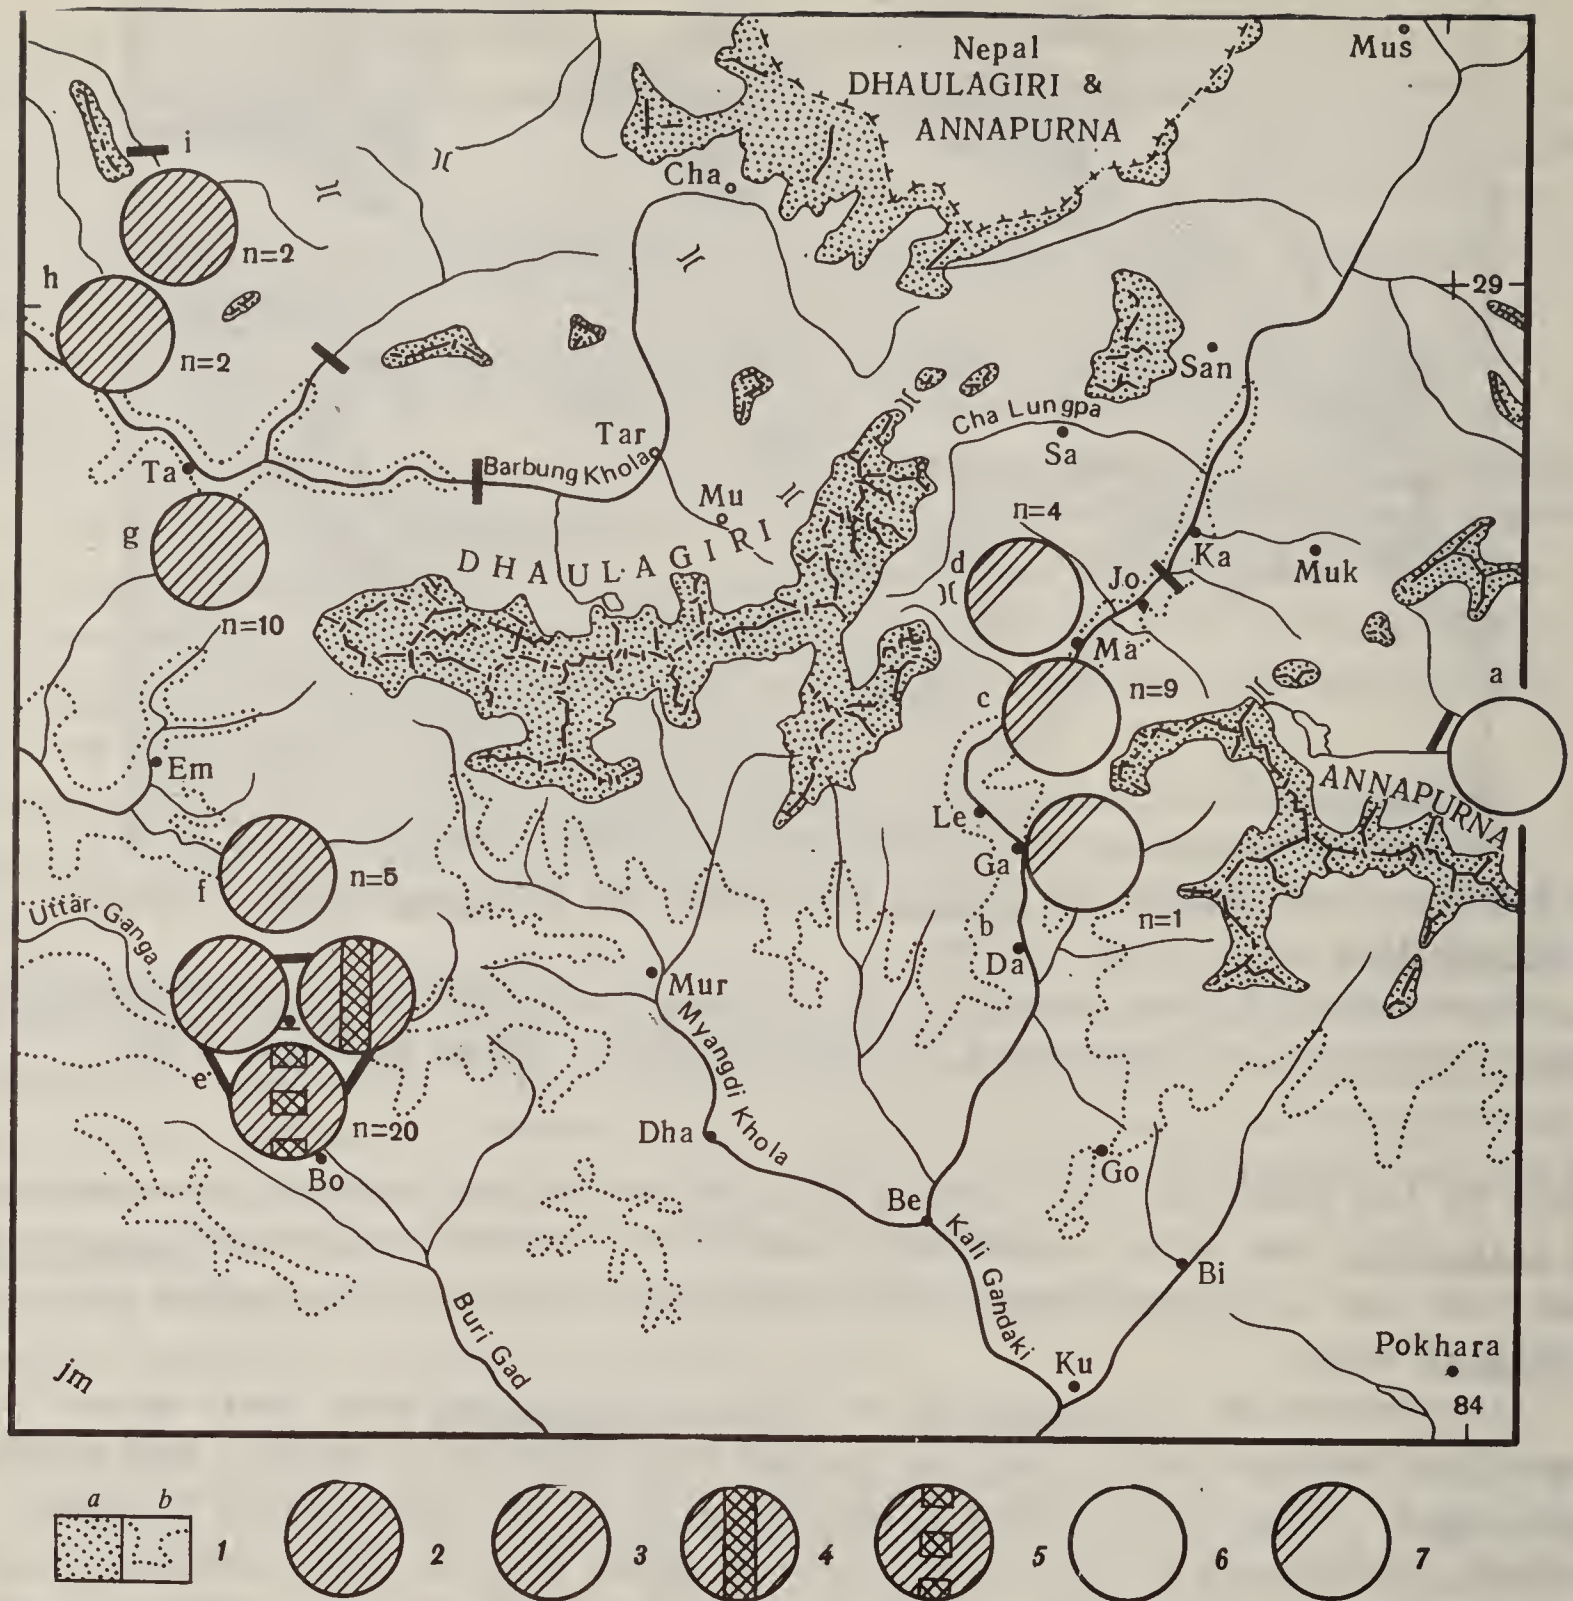 Nepal
DHAULAGIRI &
ANNAPURNA
Mus
i
Cha
n=2
h
29
n=2
San
Cha Lungpa
Tar
Sa
Ta
Barbung Khola
Mu
n=4
g
DHAULAGIRI
d
Ka
Muk
Jo
n=10
Ma
a
c
n=9
Em
ANNAPURNA
Le
Ga
f
n=5
Uttar Ganga
b
n=1
Da
Mur
Myangdi Khola
e
n=20
Dha
Bo
Go
Be
Kali Gandaki
Bi
Buri Gad
Pokhara
Ku
jm
84
a b
1 2 3 4 5 6 7